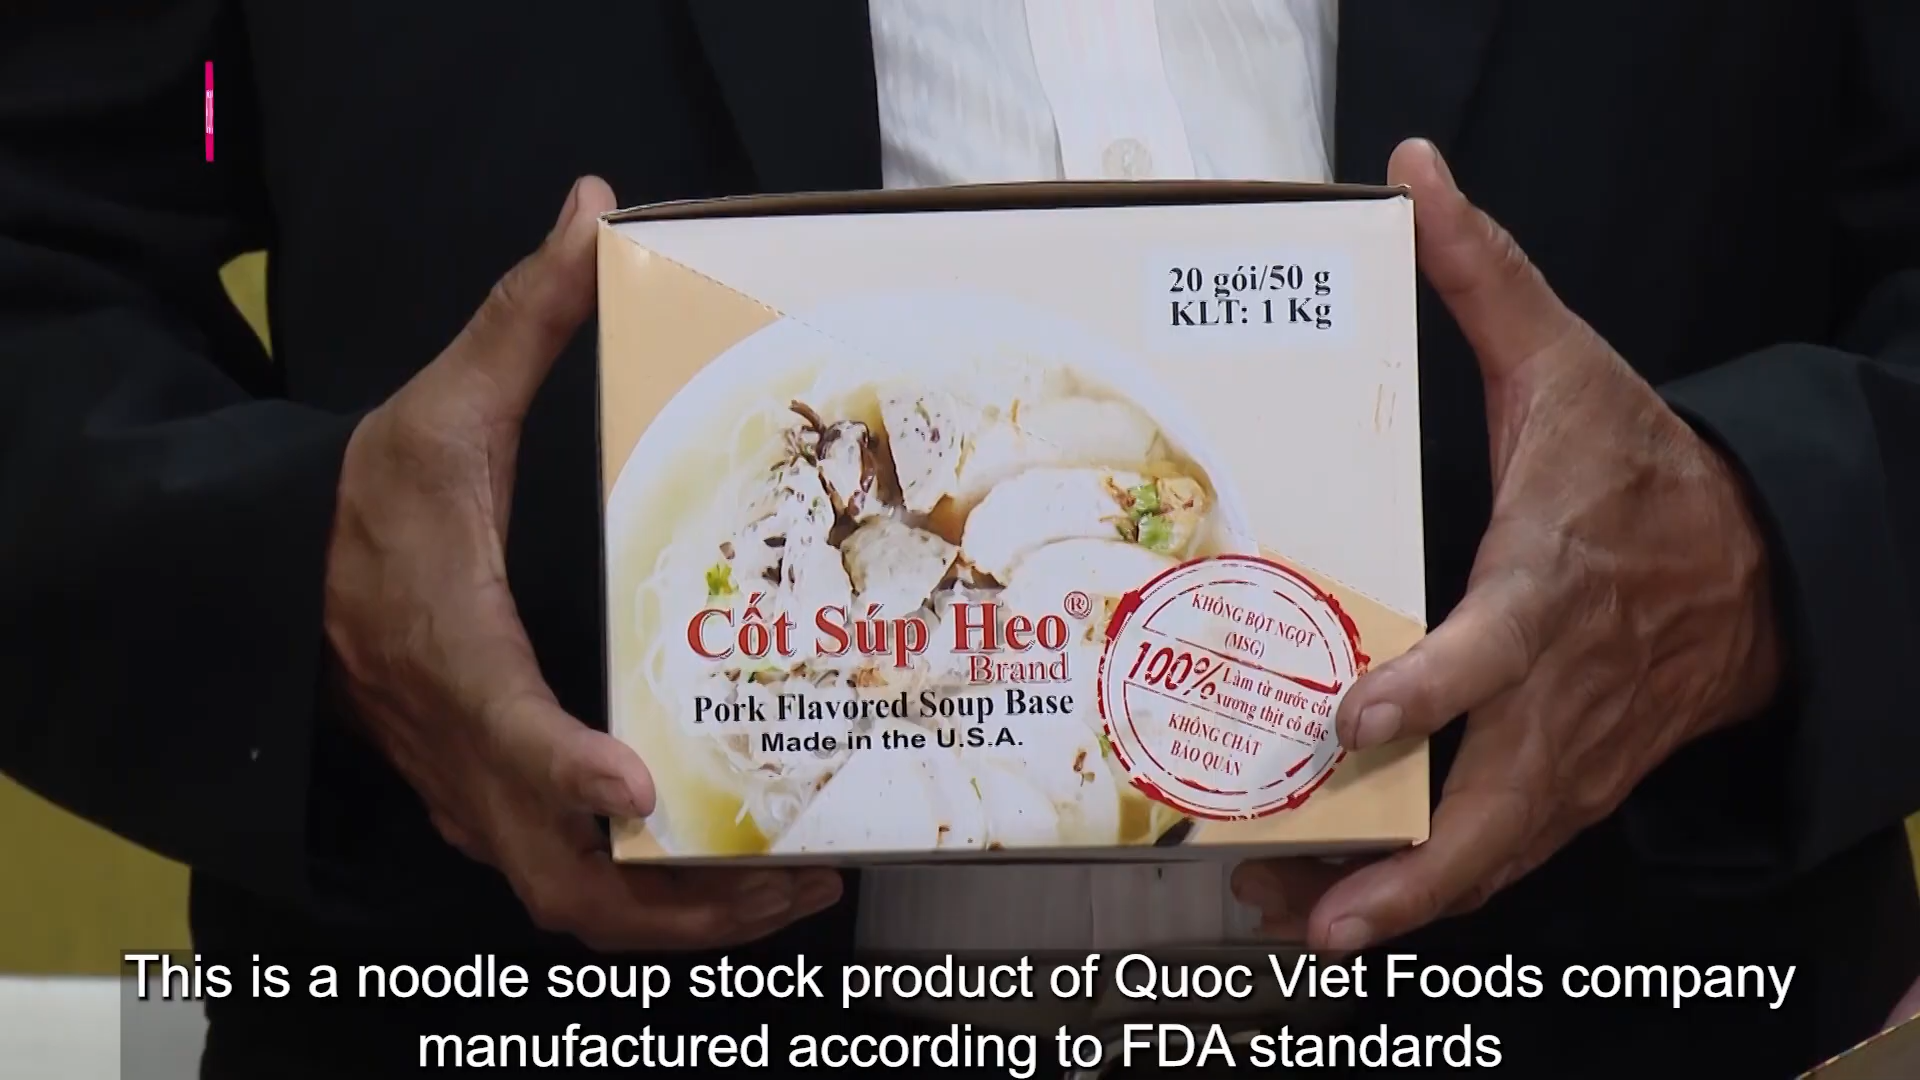 20 gói/50 g
KLT: 1 Kg
Cốt Súp Heo®
Brand
Pork Flavored Soup Base
Made in the U.S.A.
KHÔNG BỘT NGỌT
(MSG)
100% Làm từ nước cốt
xương thịt cô đặc
KHÔNG CHẤT
BẢO QUẢN
This is a noodle soup stock product of Quoc Viet Foods company
manufactured according to FDA standards